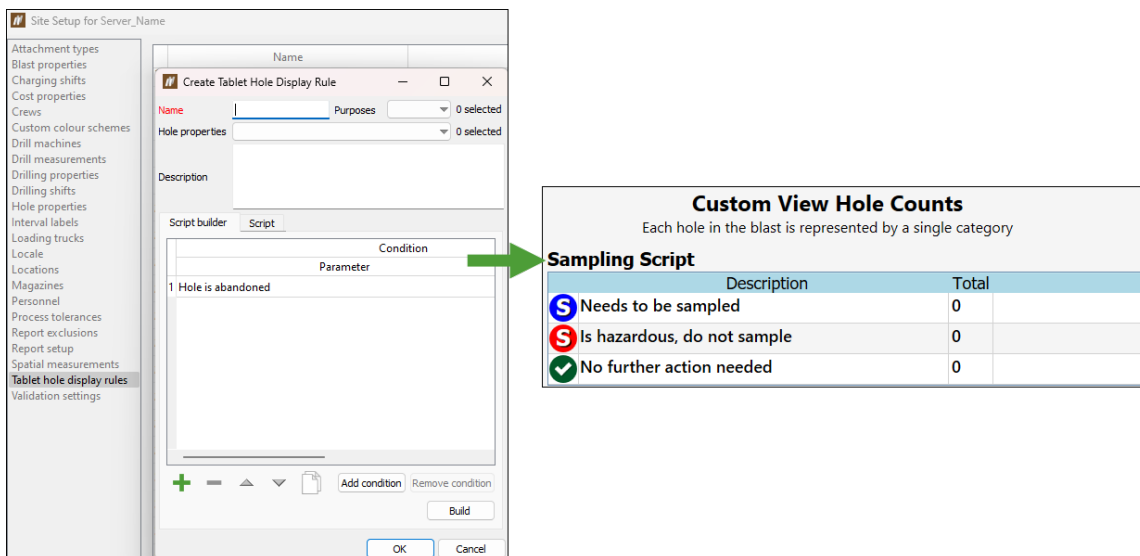 Site Setup for Server_Name
Attachment types
Blast properties
Charging shifts
Cost properties
Crews
Custom colour schemes
Drill machines
Drill measurements
Drilling properties
Drilling shifts
Hole properties
Interval labels
Loading trucks
Locale
Locations
Magazines
Personnel
Process tolerances
Report exclusions
Report setup
Spatial measurements
Tablet hole display rules
Validation settings
Name
Create Tablet Hole Display Rule
Name Purposes 0 selected
Hole properties 0 selected
Description
Script builder Script
Condition
Parameter
1 Hole is abandoned
Add condition Remove condition
Build
OK Cancel
Custom View Hole Counts
Each hole in the blast is represented by a single category
Sampling Script
Description Total
S Needs to be sampled 0
S Is hazardous, do not sample 0
No further action needed 0